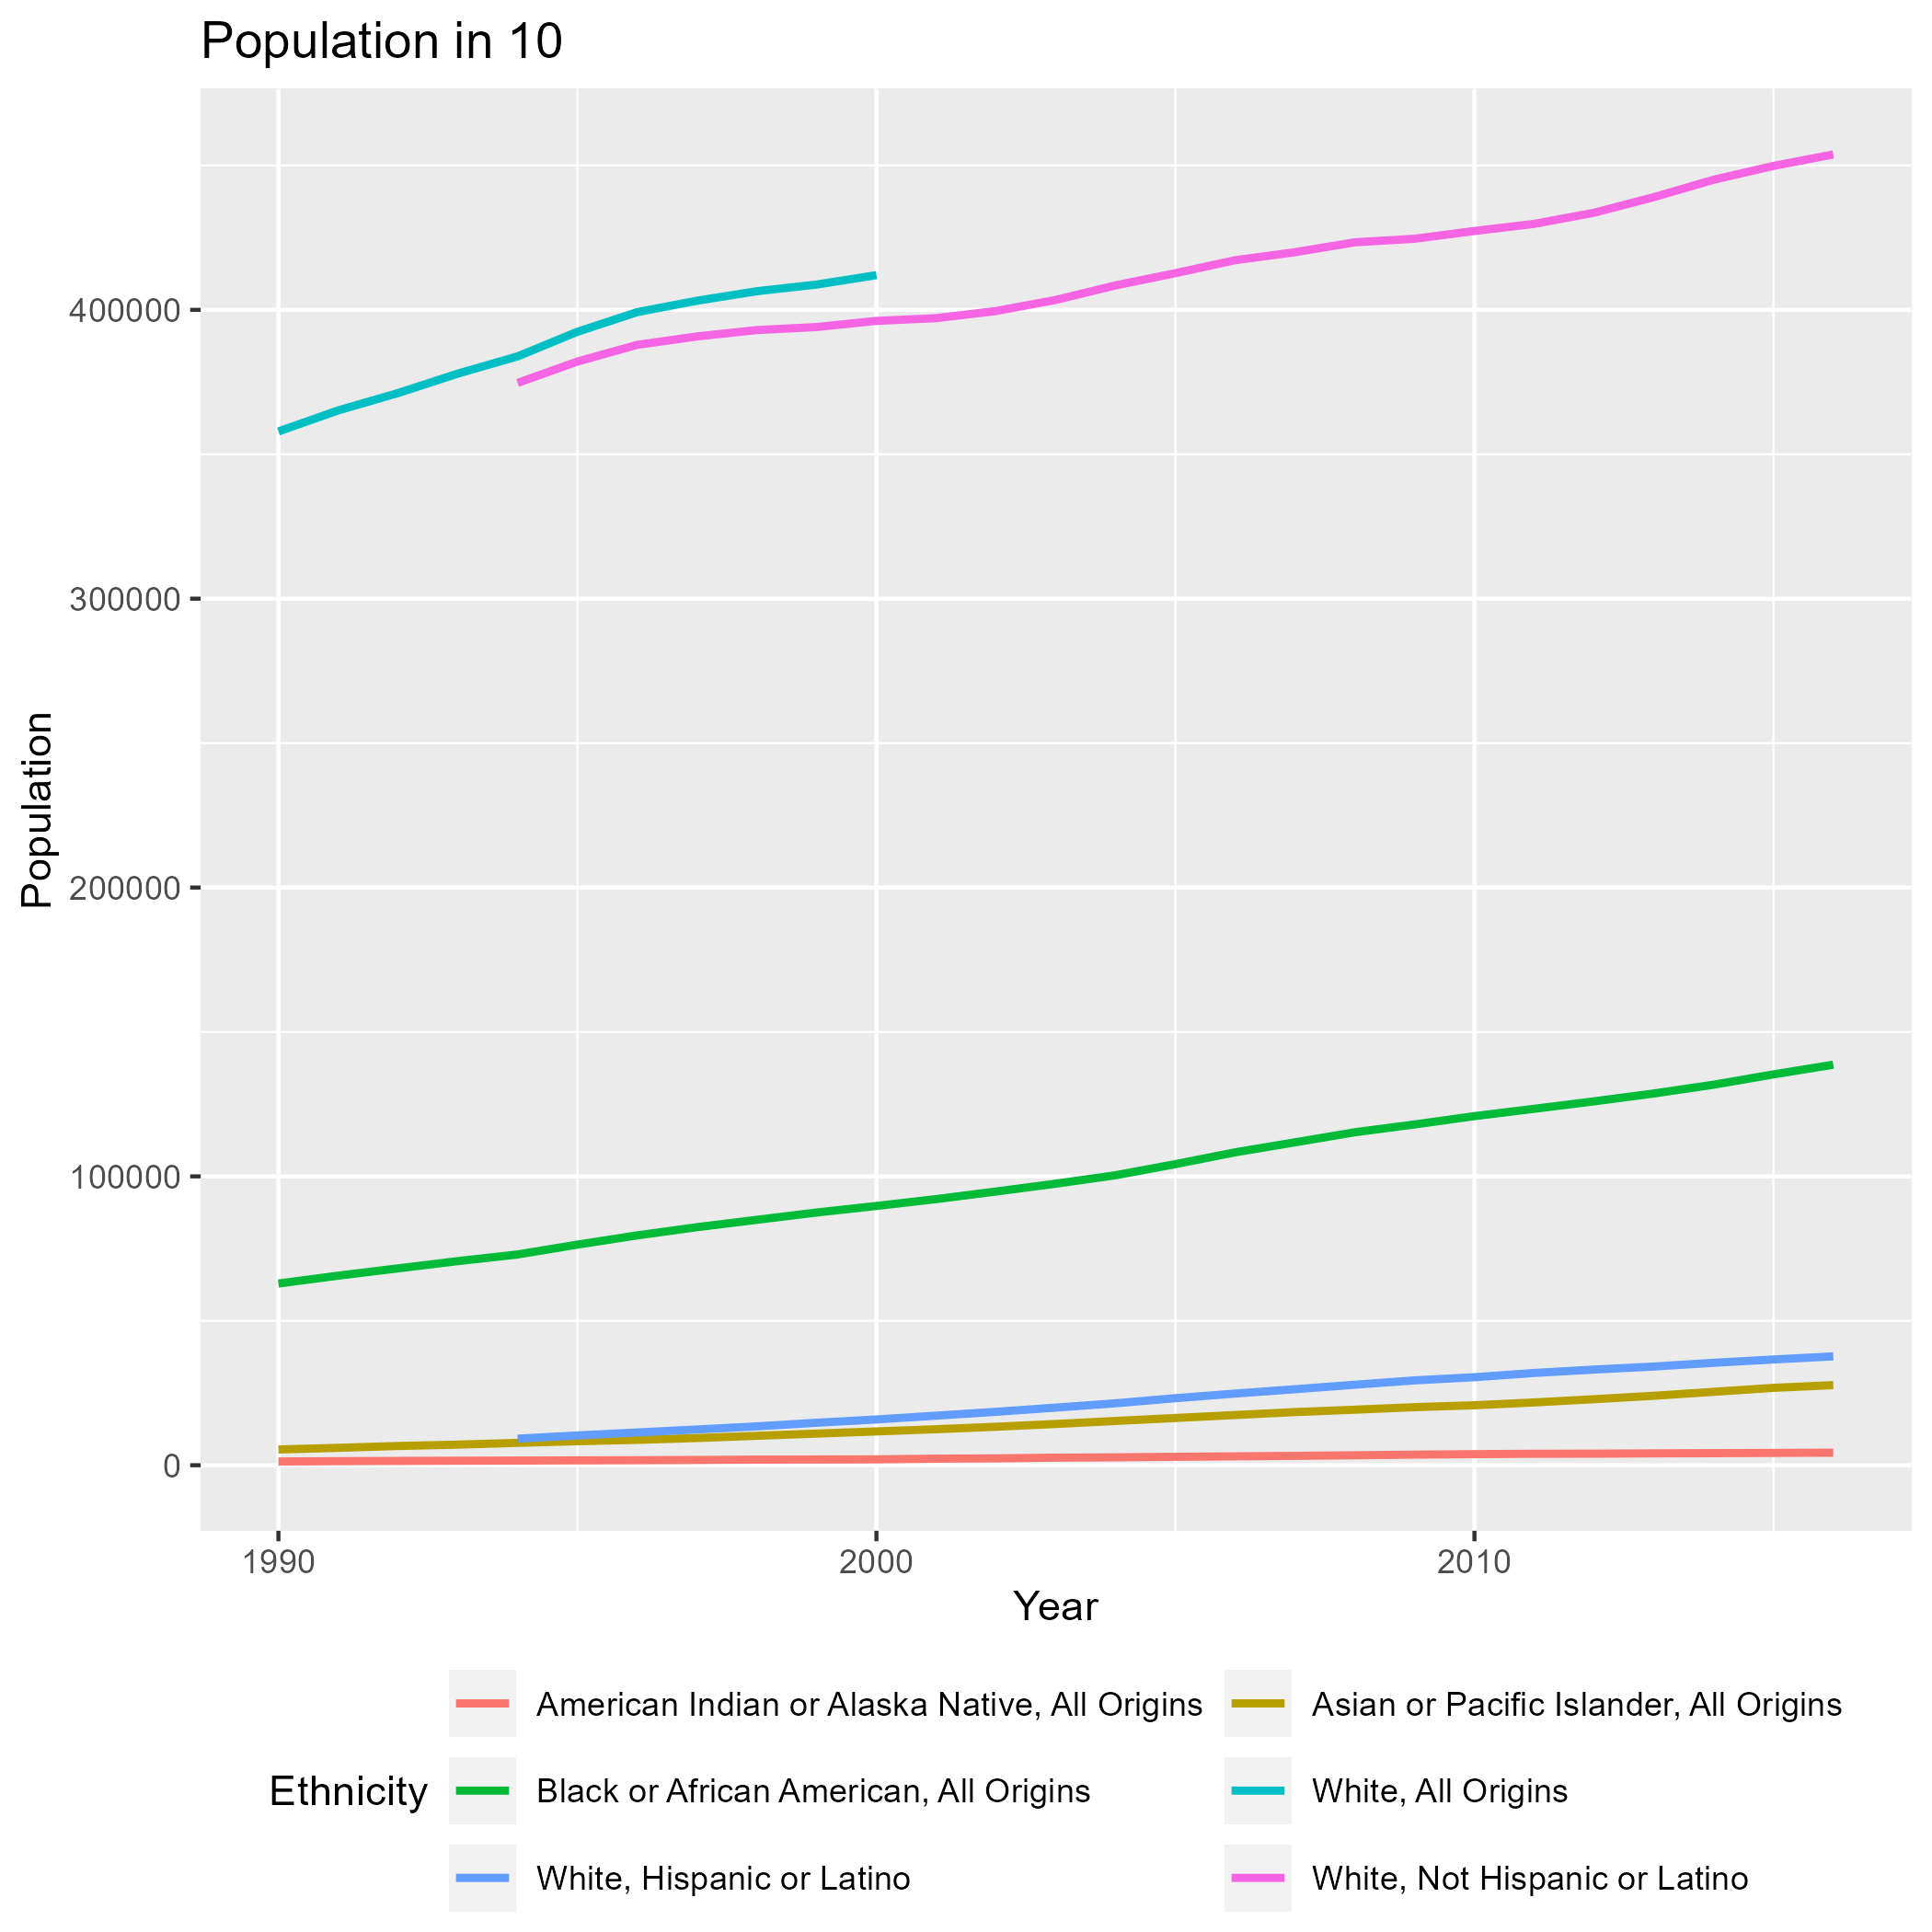 Population in 10
Population
400000
300000
200000
100000
0
1990 2000 2010
Year
Ethnicity
American Indian or Alaska Native, All Origins
Asian or Pacific Islander, All Origins
Black or African American, All Origins
White, All Origins
White, Hispanic or Latino
White, Not Hispanic or Latino